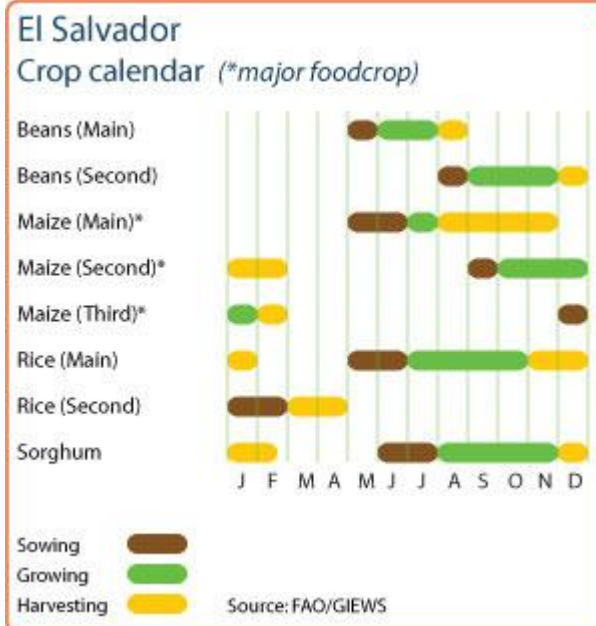 El Salvador
Crop calendar (*major foodcrop)
Beans (Main)
Beans (Second)
Maize (Main)*
Maize (Second)*
Maize (Third)*
Rice (Main)
Rice (Second)
Sorghum
J F M A M J J A S O N D
Sowing
Growing
Harvesting
Source: FAO/GIEWS